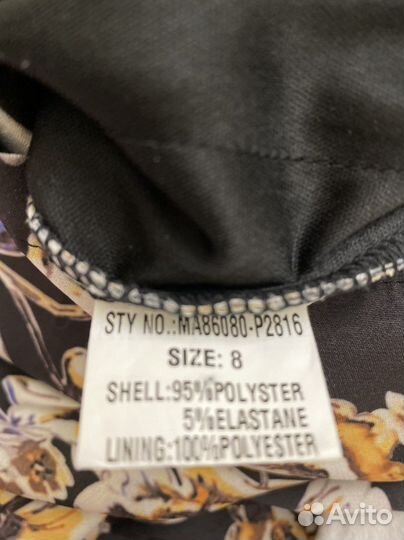 STY NO.:MA86080-P2816
SIZE: 8
SHELL:95%POLYSTER
5%ELASTANE
LINING:100%POLYESTER
Avito